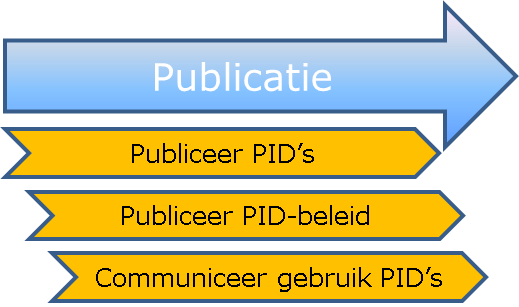 Publicatie
Publiceer PID’s
Publiceer PID-beleid
Communiceer gebruik PID’s